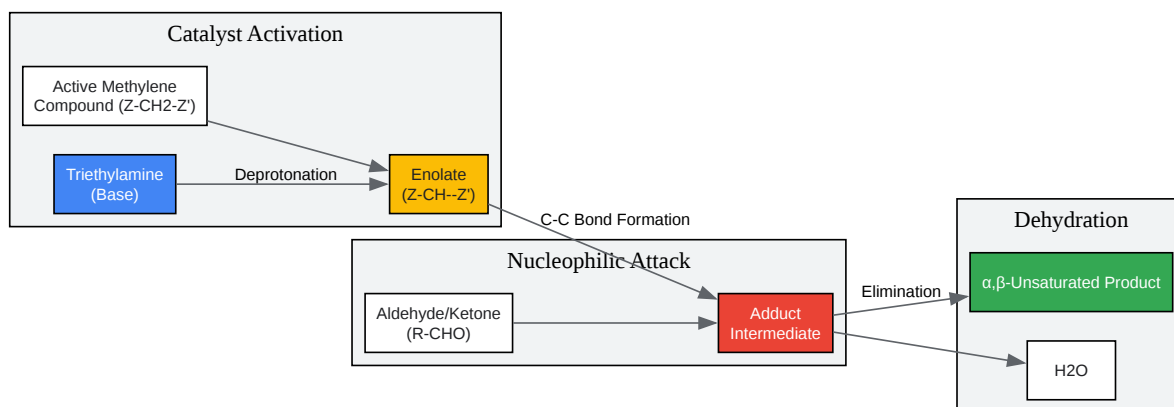 Catalyst Activation
Active Methylene
Compound (Z-CH2-Z')
Triethylamine
(Base)
Deprotonation
Enolate
(Z-CH--Z')
C-C Bond Formation
Nucleophilic Attack
Aldehyde/Ketone
(R-CHO)
Adduct
Intermediate
Elimination
Dehydration
α,β-Unsaturated Product
H2O